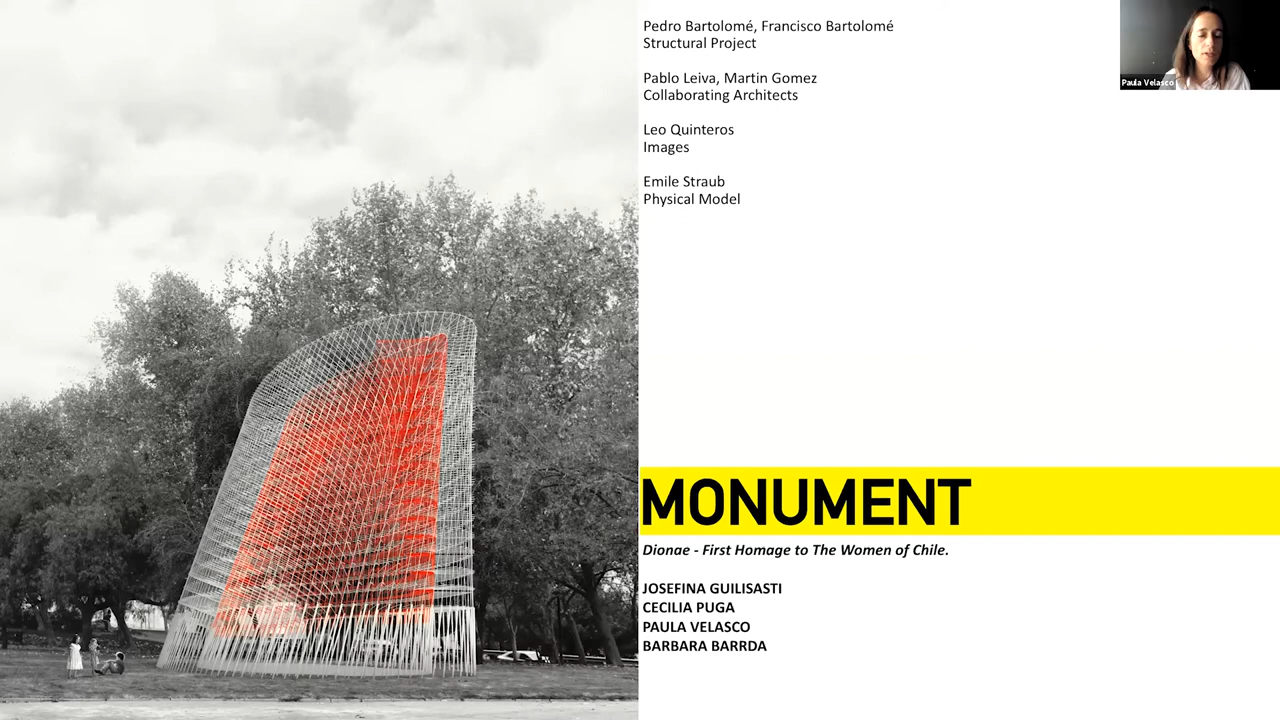 Pedro Bartolomé, Francisco Bartolomé
Structural Project
Pablo Leiva, Martin Gomez
Collaborating Architects
Leo Quinteros
Images
Emile Straub
Physical Model
Paula Velasco
MONUMENT
Dionae - First Homage to The Women of Chile.
JOSEFINA GUILISASTI
CECILIA PUGA
PAULA VELASCO
BARBARA BARRDA